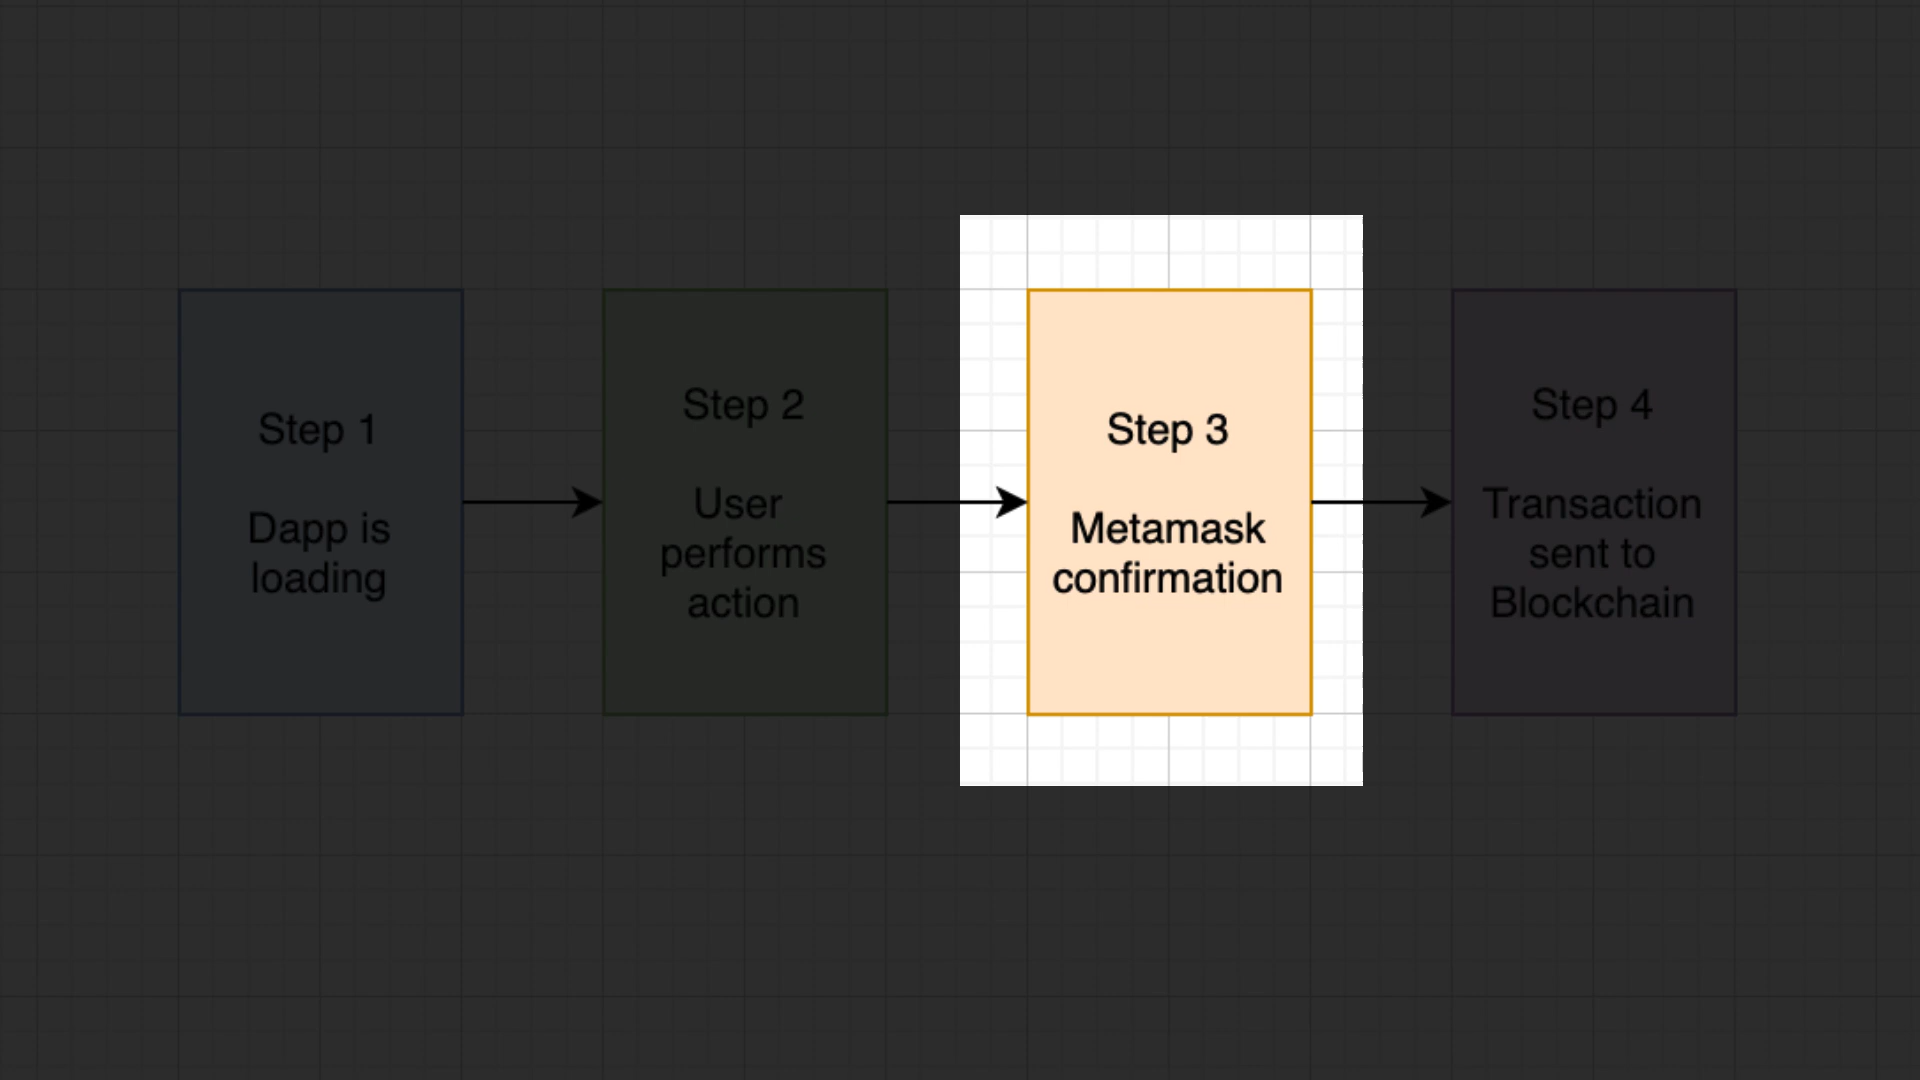 Step 1
Dapp is
loading
Step 2
User
performs
action
Step 3
Metamask
confirmation
Step 4
Transaction
sent to
Blockchain